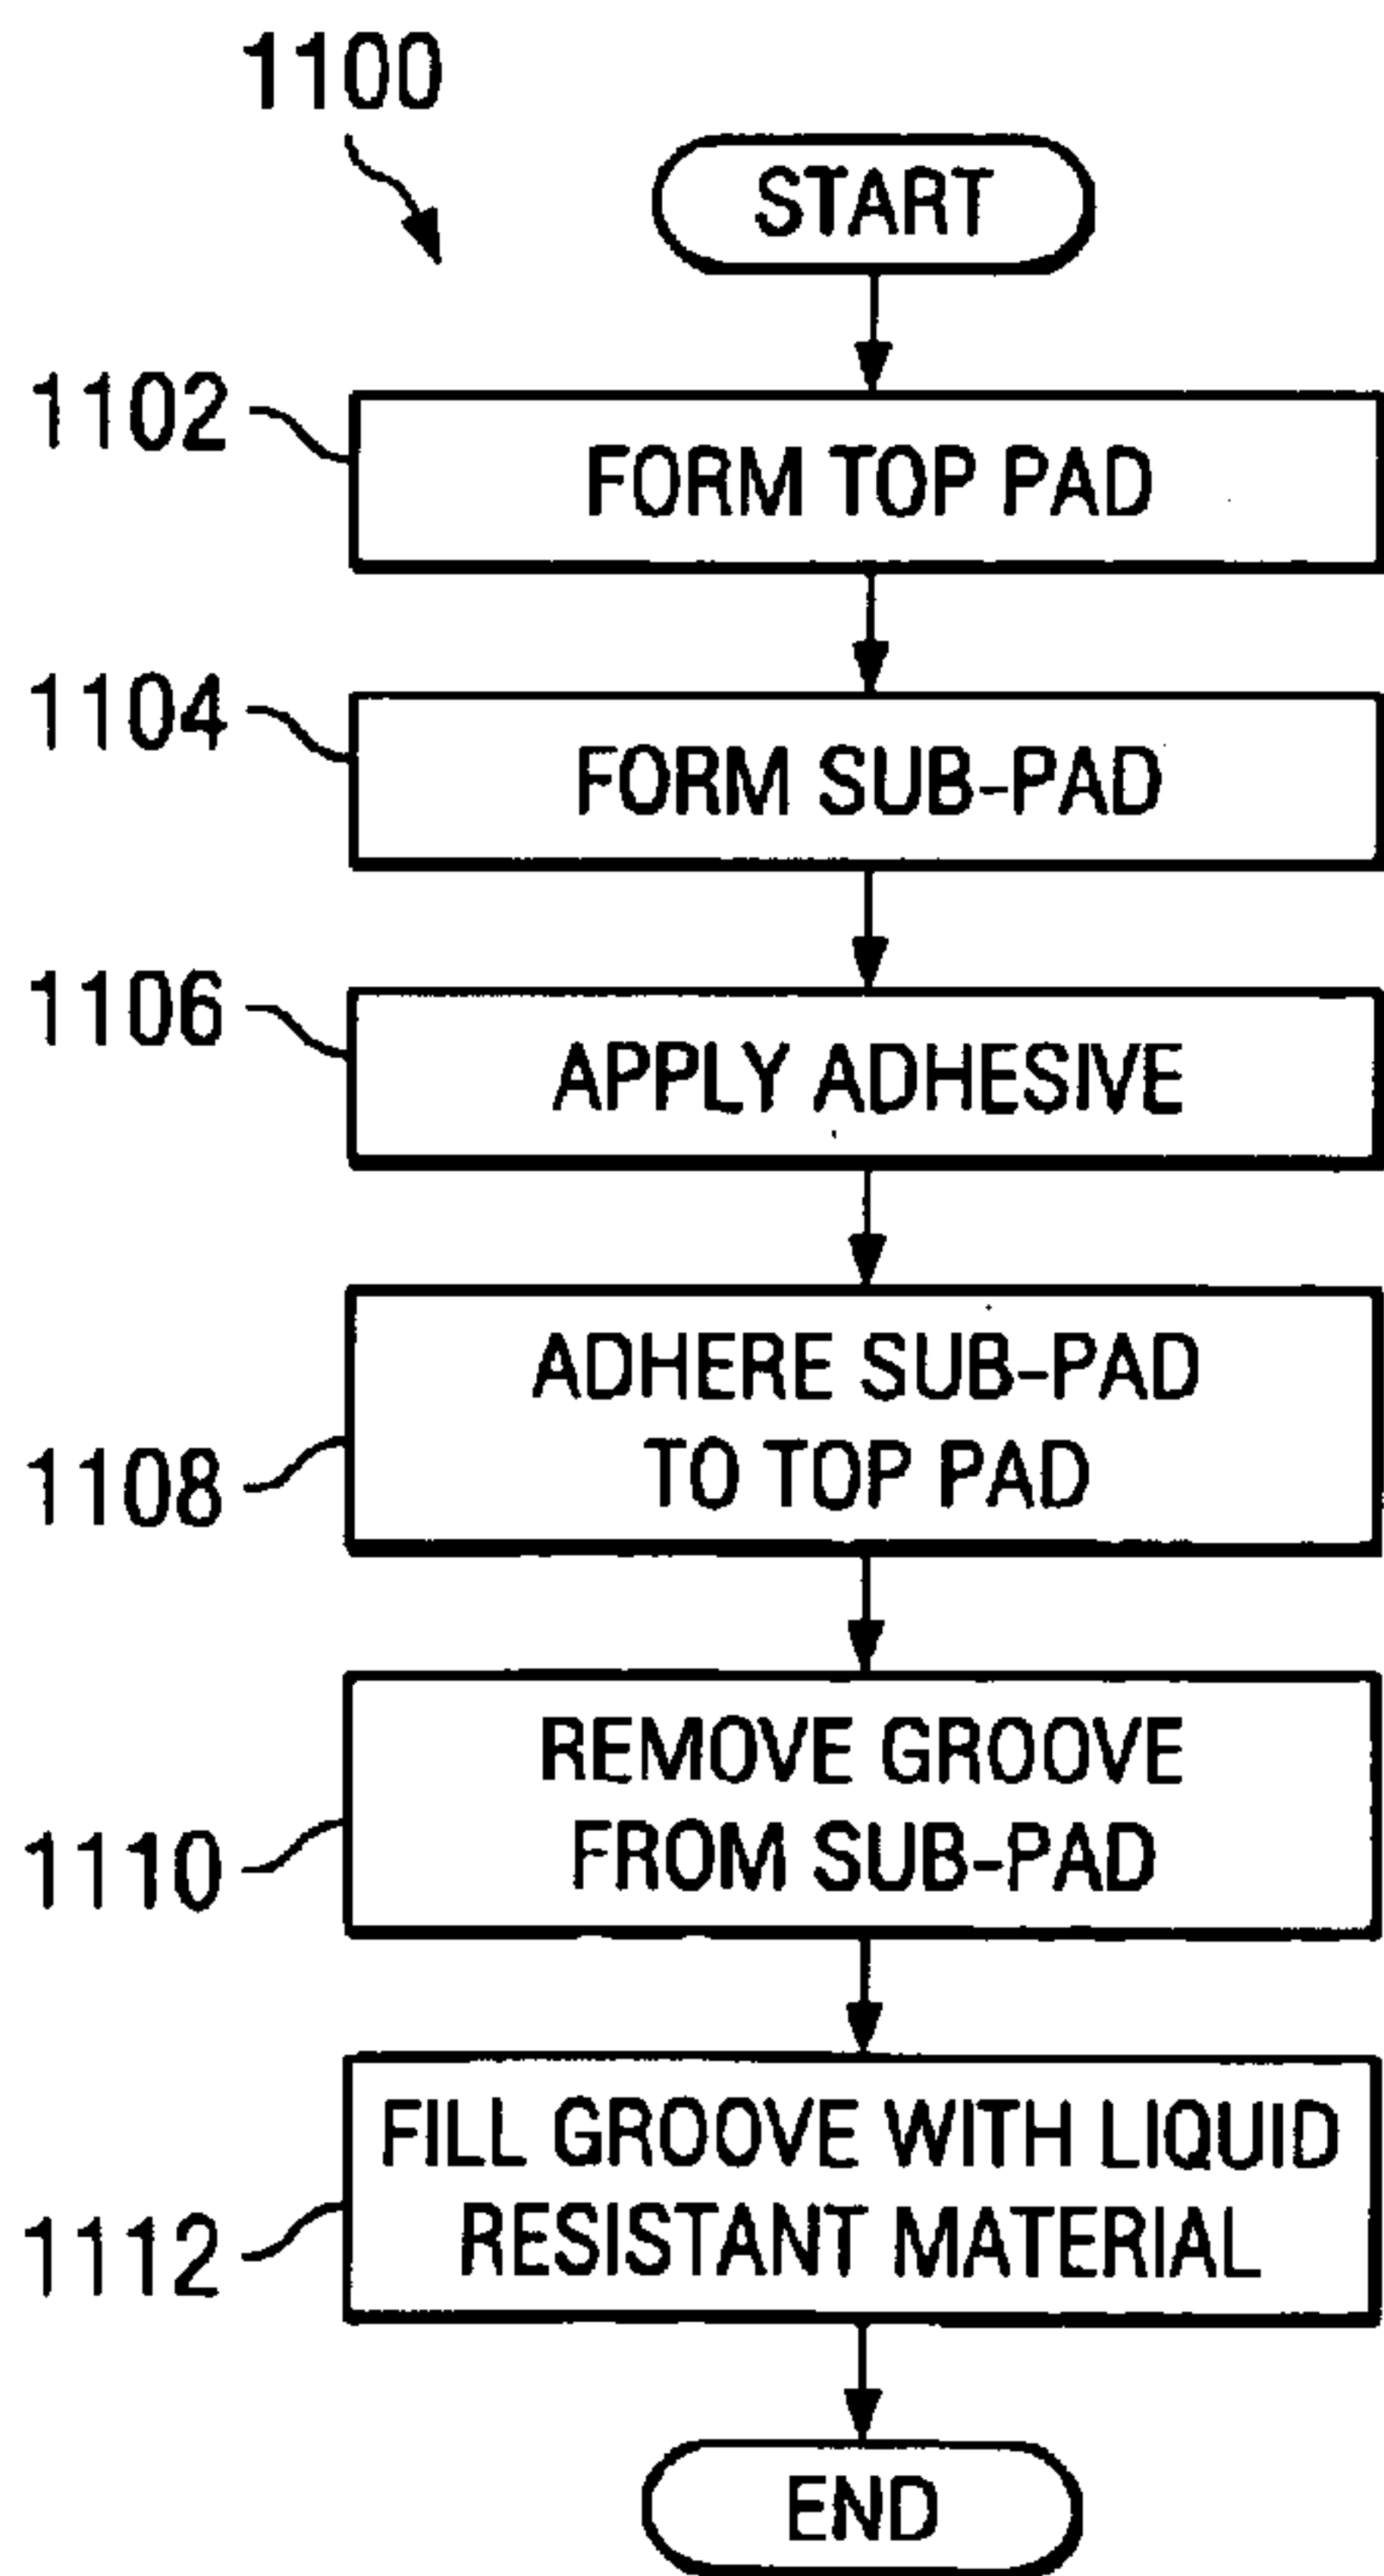 1100
START
1102
FORM TOP PAD
1104
FORM SUB-PAD
1106
APPLY ADHESIVE
ADHERE SUB-PAD
TO TOP PAD
1108
REMOVE GROOVE
FROM SUB-PAD
1110
FILL GROOVE WITH LIQUID
RESISTANT MATERIAL
1112
END